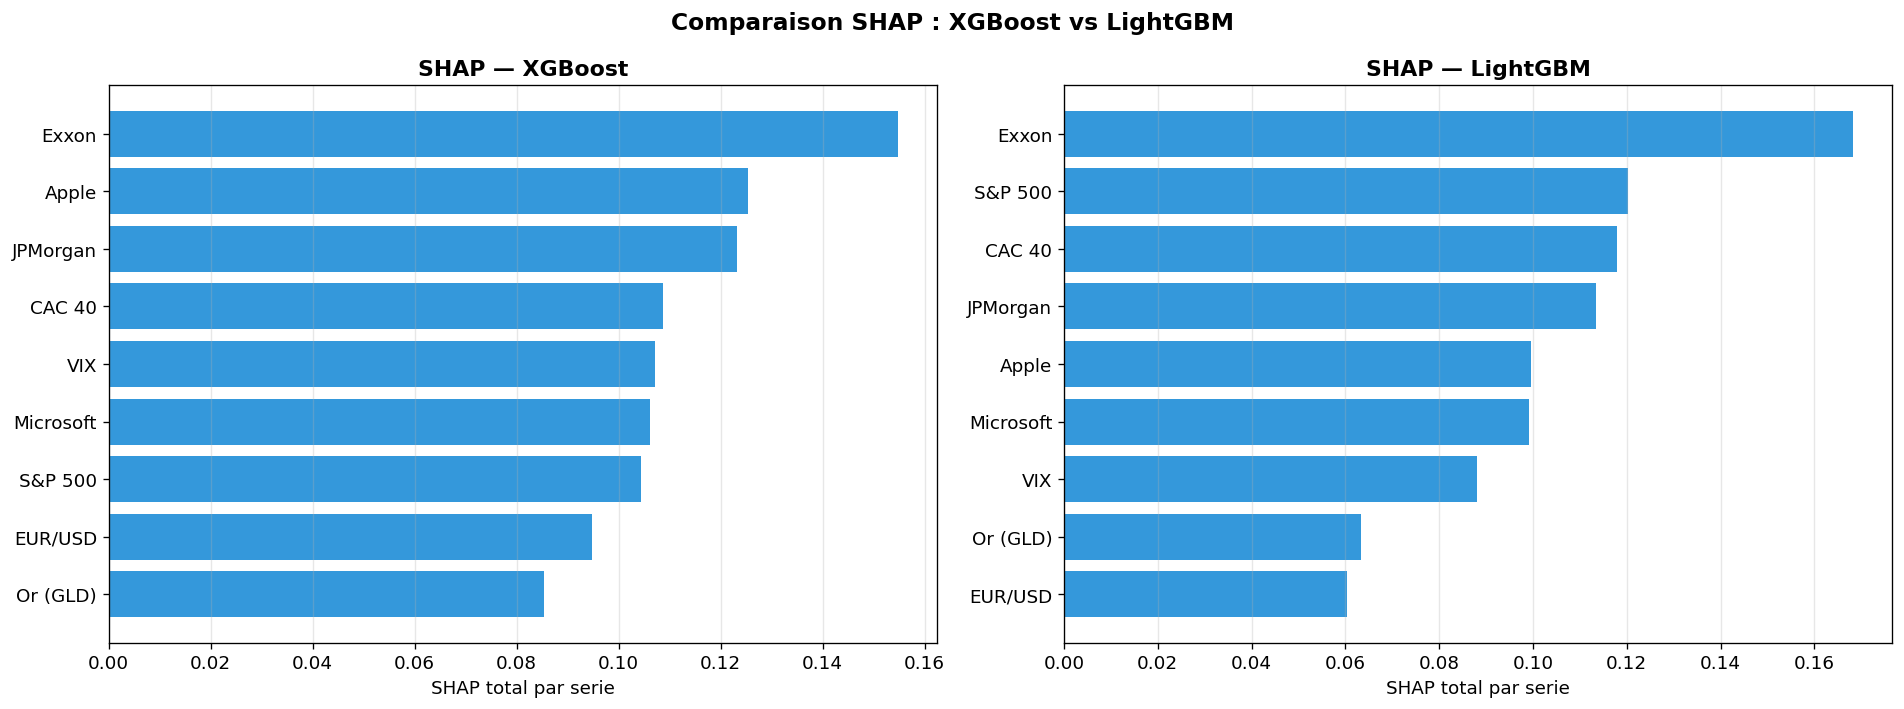 Comparaison SHAP : XGBoost vs LightGBM
SHAP — XGBoost
Exxon
Apple
JPMorgan
CAC 40
VIX
Microsoft
S&P 500
EUR/USD
Or (GLD)
0.00 0.02 0.04 0.06 0.08 0.10 0.12 0.14 0.16
SHAP total par serie
SHAP — LightGBM
Exxon
S&P 500
CAC 40
JPMorgan
Apple
Microsoft
VIX
Or (GLD)
EUR/USD
0.00 0.02 0.04 0.06 0.08 0.10 0.12 0.14 0.16
SHAP total par serie